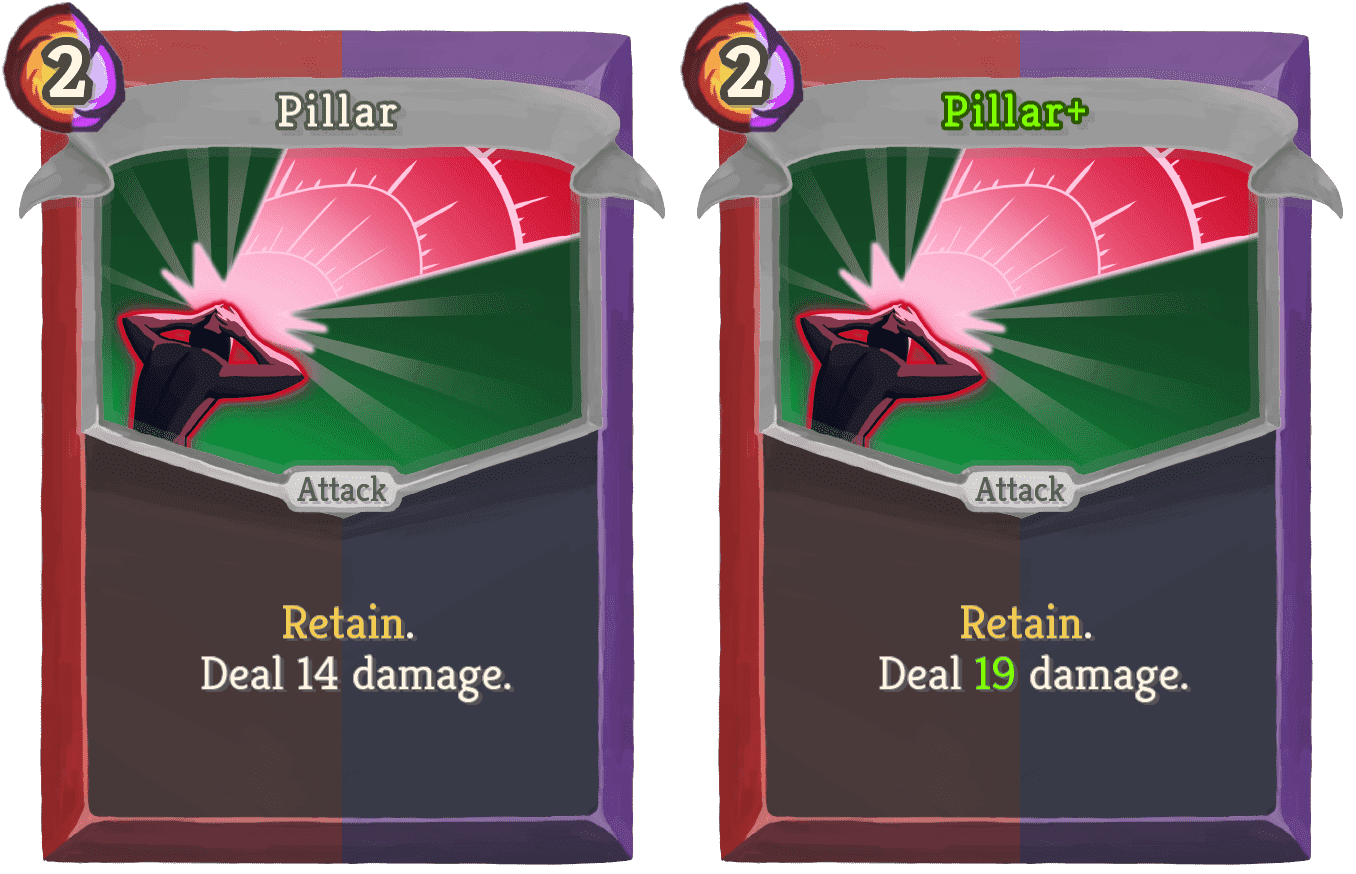 2
Pillar
Attack
Retain.
Deal 14 damage.
2
Pillar+
Attack
Retain.
Deal 19 damage.